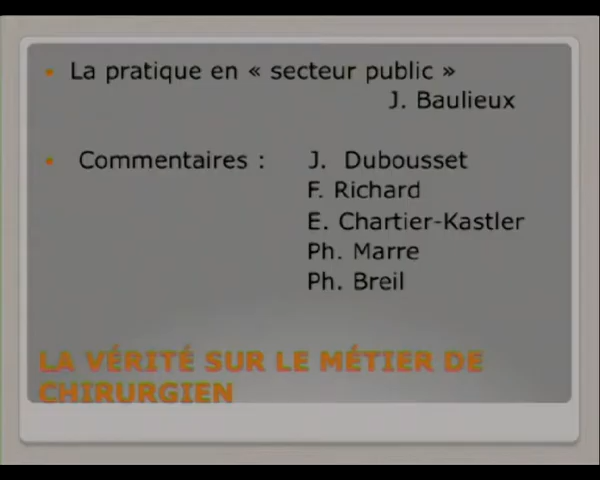 La pratique en « secteur public »
J. Baulieux
Commentaires : J. Dubousset
F. Richard
E. Chartier-Kastler
Ph. Marre
Ph. Breil
LA VÉRITÉ SUR LE MÉTIER DE
CHIRURGIEN